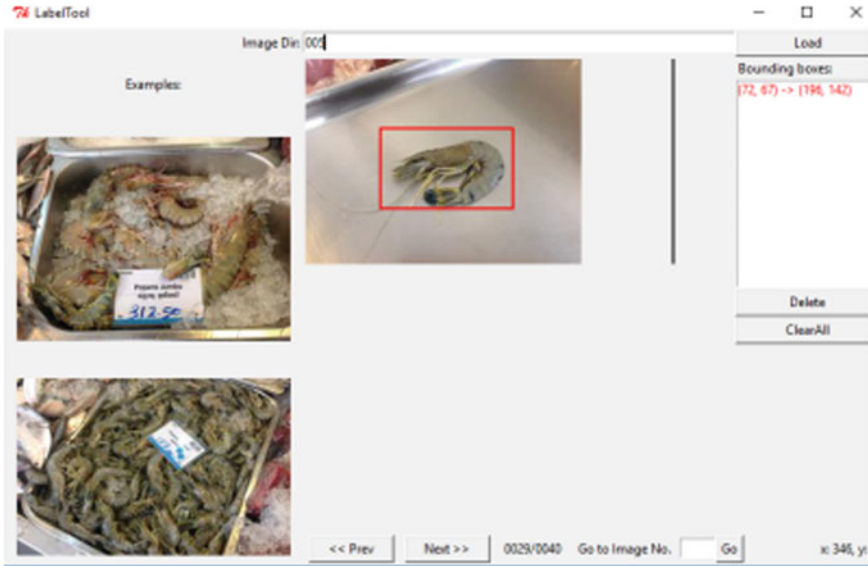 LabelTool
Image Dir: 005
Load
Examples:
Bounding boxes:
(72, 67) -> (196, 142)
312.50
Delete
ClearAll
<< Prev
Next >>
0029/0040
Go to Image No.
Go
x: 346, y: